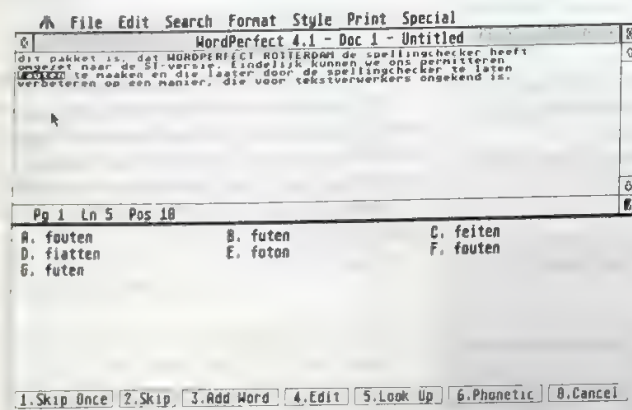 File Edit Search Format Style Print Special
WordPerfect 4.1 - Doc 1 - Untitled
dit pakket is, dat WORDPERFECT ROTTERDAM de spellingchecker heeft
omgezet naar de ST-versie. Eindelijk kunnen we ons permitteren
te maaken en die laater door de spellingchecker te laten
verbeteren op een manier, die voor tekstverwerkers ongekend is.
Pg 1 Ln 5 Pos 10
A. fouten B. futen C. feiten
D. fiatten E. foton F. fouten
G. futen
1.Skip Once 2.Skip 3.Add Word 4.Edit 5.Look Up 6.Phonetic 8.Cancel